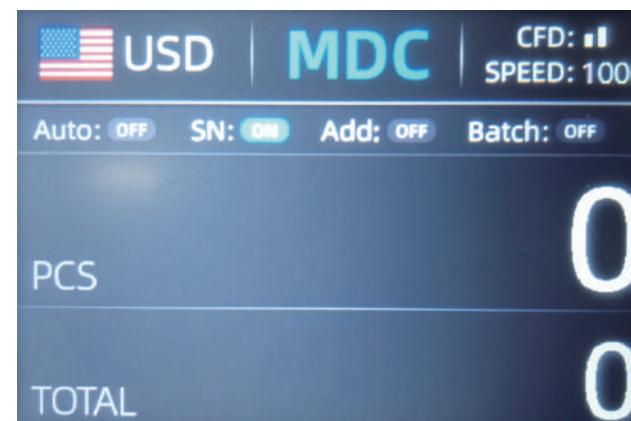 USD MDC CFD:
SPEED: 100
Auto: OFF SN: ON Add: OFF Batch: OFF
PCS 0
TOTAL 0